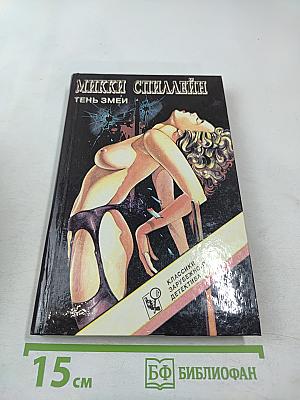 МИККИ СПИЛЛЕЙН
ТЕНЬ ЗМЕИ
КЛАССИКИ
ЗАРУБЕЖНОГО
ДЕТЕКТИВА
15 см
БФ БИБЛИОФАН